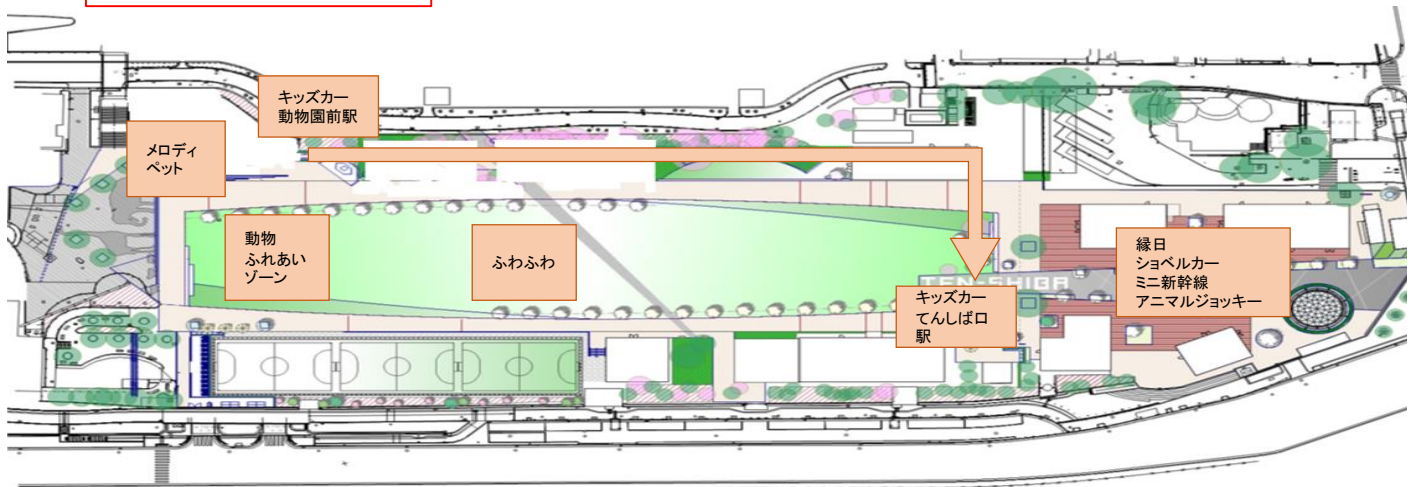 キッズカー
動物園前駅
メロディ
ペット
動物
ふれあい
ゾーン
ふわふわ
縁日
ショベルカー
ミニ新幹線
アニマルジョッキー
TEN-SHIBA
キッズカー
てんしば口
駅